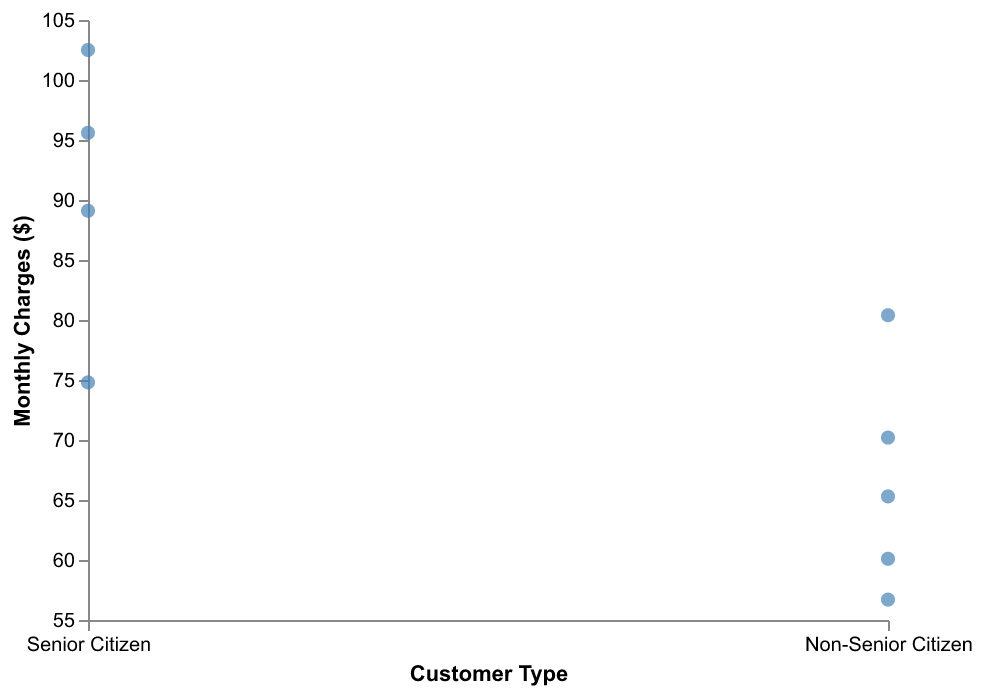 105
100
95
90
85
80
75
70
65
60
55
Monthly Charges ($)
Senior Citizen
Non-Senior Citizen
Customer Type